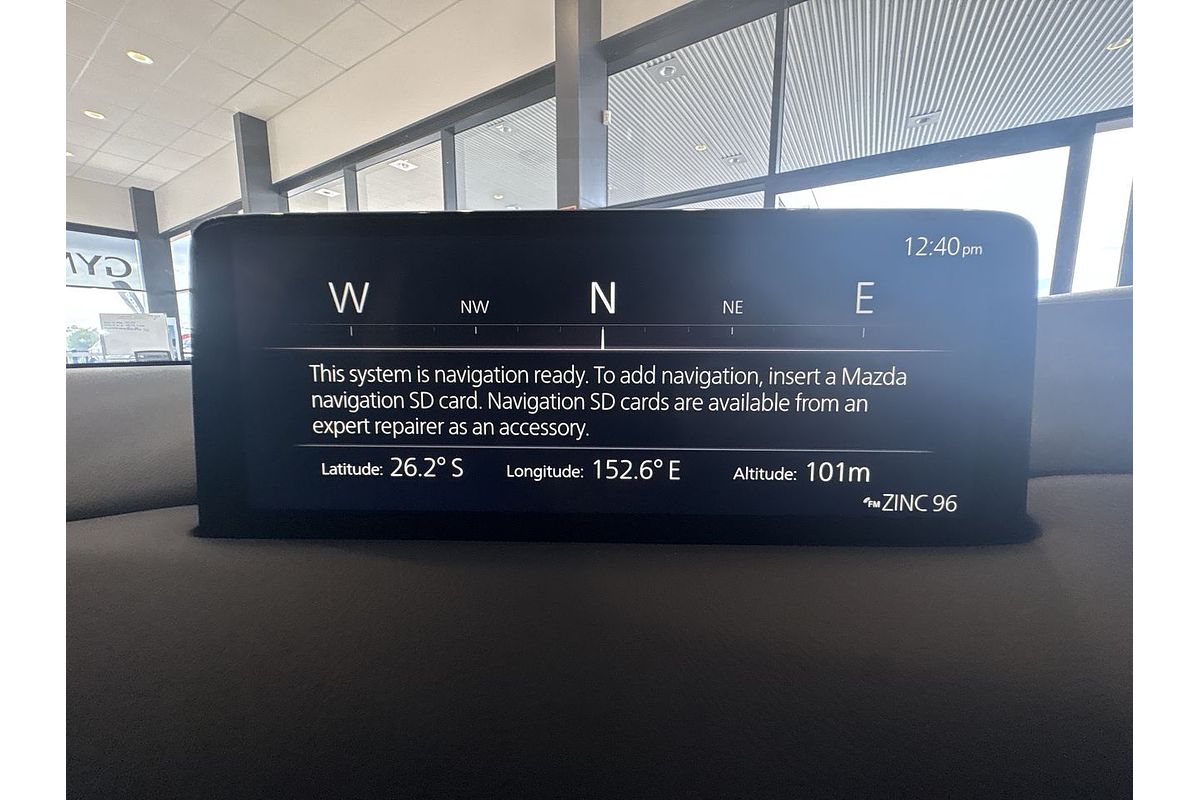 12:40pm
W NW N NE E
This system is navigation ready. To add navigation, insert a Mazda
navigation SD card. Navigation SD cards are available from an
expert repairer as an accessory.
Latitude: 26.2° S Longitude: 152.6° E Altitude: 101m
FM ZINC 96
GYM